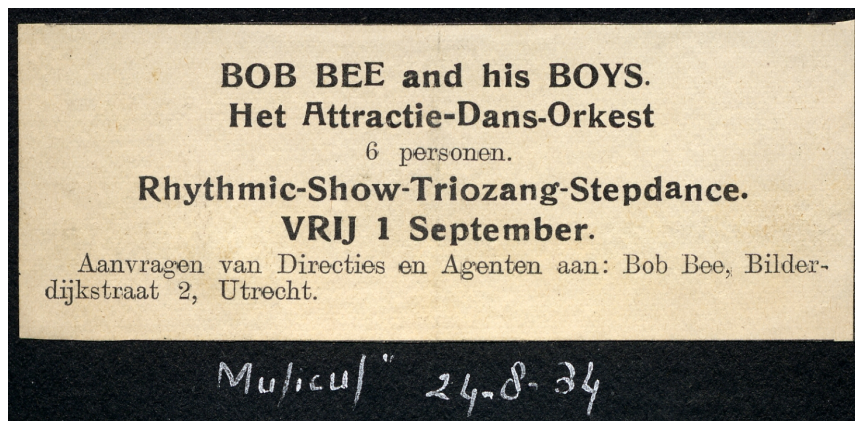 BOB BEE and his BOYS.
Het Attractie-Dans-Orkest
6 personen.
Rhythmic-Show-Triozang-Stepdance.
VRIJ 1 September.
Aanvragen van Directies en Agenten aan: Bob Bee, Bilder-
dijkstraat 2, Utrecht.
Musicus" 24-8-34